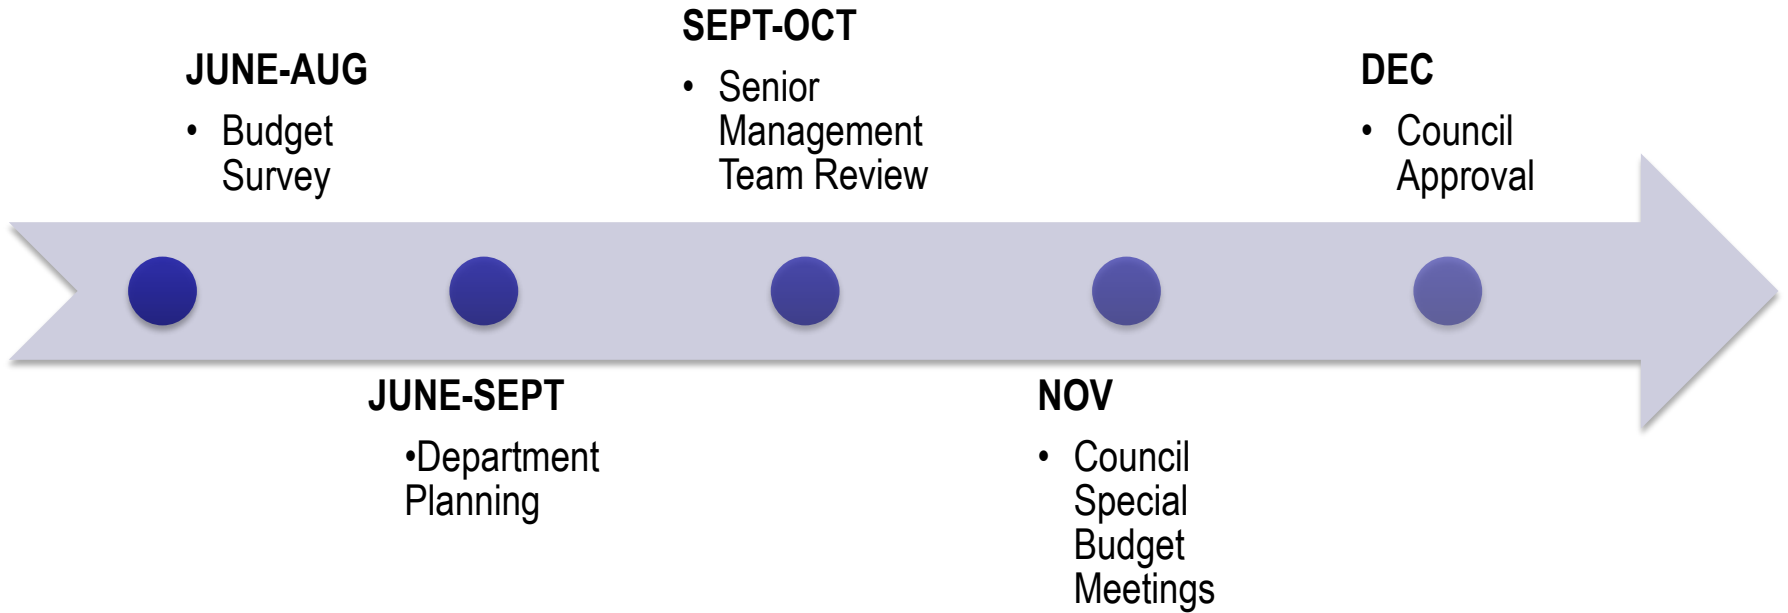 JUNE-AUG
• Budget
Survey
JUNE-SEPT
•Department
Planning
SEPT-OCT
• Senior
Management
Team Review
NOV
• Council
Special
Budget
Meetings
DEC
• Council
Approval